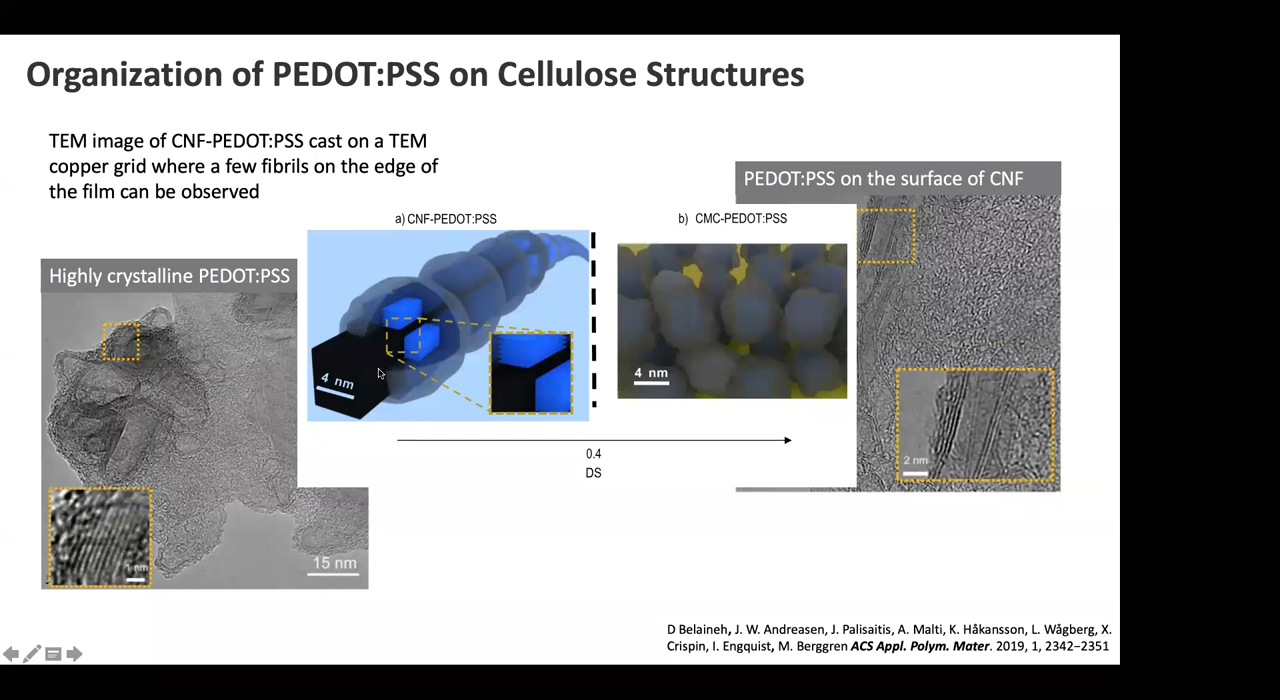 Organization of PEDOT:PSS on Cellulose Structures
TEM image of CNF-PEDOT:PSS cast on a TEM
copper grid where a few fibrils on the edge of
the film can be observed
PEDOT:PSS on the surface of CNF
a) CNF-PEDOT:PSS
b) CMC-PEDOT:PSS
Highly crystalline PEDOT:PSS
4 nm
4 nm
0.4
DS
2 nm
1 nm
15 nm
D Belaineh, J. W. Andreasen, J. Palisaitis, A. Malti, K. Håkansson, L. Wågberg, X.
Crispin, I. Engquist, M. Berggren ACS Appl. Polym. Mater. 2019, 1, 2342−2351